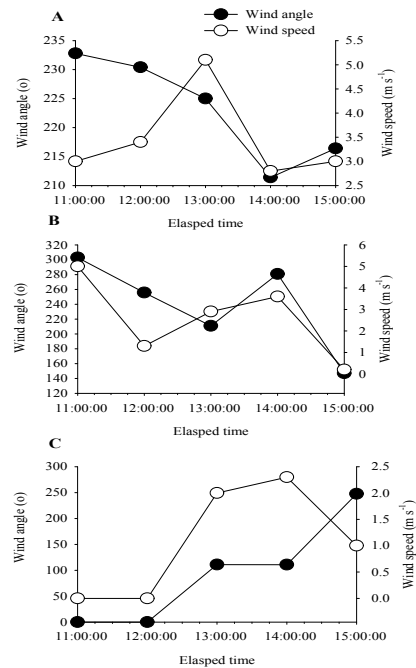 A
Wind angle
Wind speed
235
230
225
220
215
210
Wind angle (o)
5.5
5.0
4.5
4.0
3.5
3.0
2.5
Wind speed (m s-1)
11:00:00 12:00:00 13:00:00 14:00:00 15:00:00
Elasped time
B
320
300
280
260
240
220
200
180
160
140
120
Wind angle (o)
6
5
4
3
2
1
0
Wind speed (m s-1)
11:00:00 12:00:00 13:00:00 14:00:00 15:00:00
Elasped time
C
300
250
200
150
100
50
0
Wind angle (o)
2.5
2.0
1.5
1.0
0.5
0.0
Wind speed (m s-1)
11:00:00 12:00:00 13:00:00 14:00:00 15:00:00
Elasped time